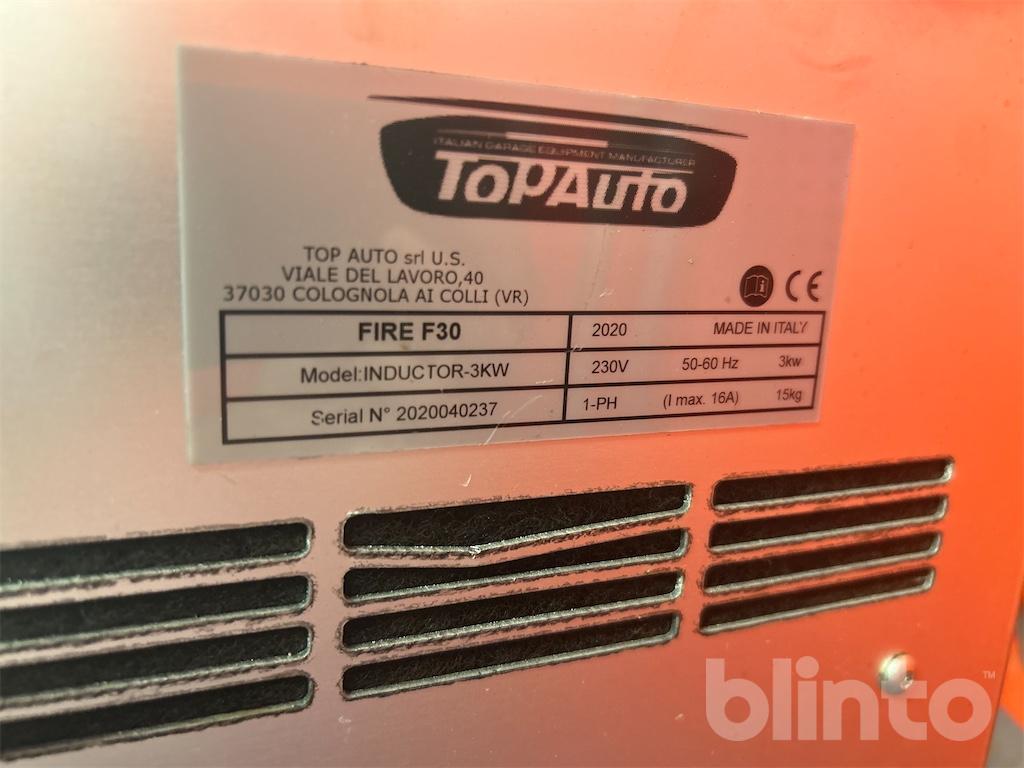 ITALIAN GARAGE EQUIPMENT MANUFACTURER
TOPAUTO
TOP AUTO srl U.S.
VIALE DEL LAVORO,40
37030 COLOGNOLA AI COLLI (VR)
CE
FIRE F30 2020 MADE IN ITALY
Model:INDUCTOR-3KW 230V 50-60 Hz 3kw
Serial N° 2020040237 1-PH (I max. 16A) 15kg
blinto™